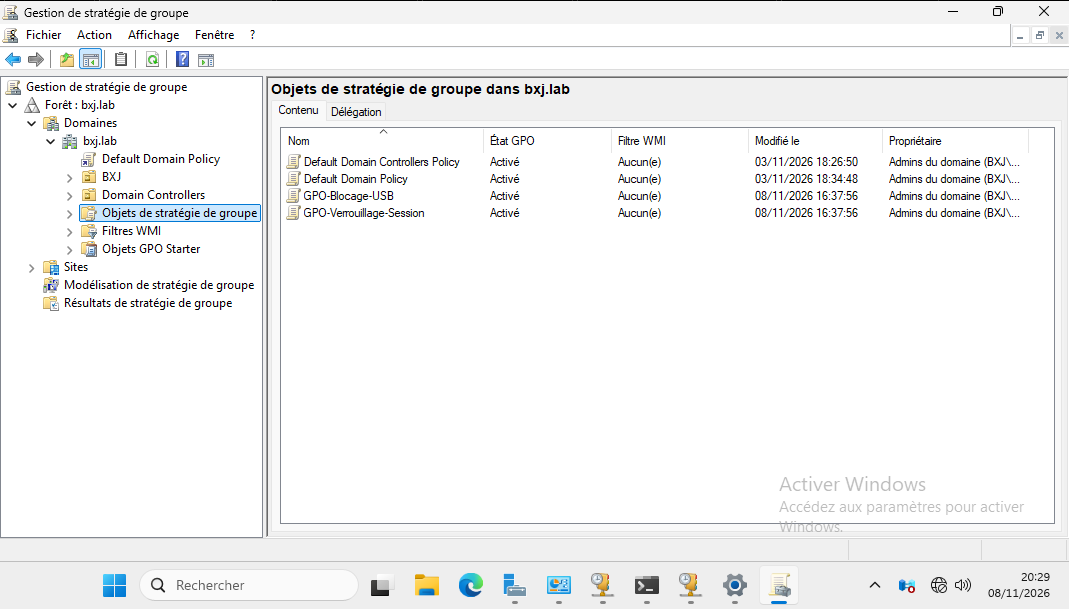 Gestion de stratégie de groupe
Fichier Action Affichage Fenêtre ?
Gestion de stratégie de groupe
Forêt : bxj.lab
Domaines
bxj.lab
Default Domain Policy
BXJ
Domain Controllers
Objets de stratégie de groupe
Filtres WMI
Objets GPO Starter
Sites
Modélisation de stratégie de groupe
Résultats de stratégie de groupe
Objets de stratégie de groupe dans bxj.lab
Contenu Délégation
Nom État GPO Filtre WMI Modifié le Propriétaire
Default Domain Controllers Policy Activé Aucun(e) 03/11/2026 18:26:50 Admins du domaine (BXJ\...
Default Domain Policy Activé Aucun(e) 03/11/2026 18:34:48 Admins du domaine (BXJ\...
GPO-Blocage-USB Activé Aucun(e) 08/11/2026 16:37:56 Admins du domaine (BXJ\...
GPO-Verrouillage-Session Activé Aucun(e) 08/11/2026 16:37:56 Admins du domaine (BXJ\...
Activer Windows
Accédez aux paramètres pour activer
Windows.
Rechercher
20:29
08/11/2026